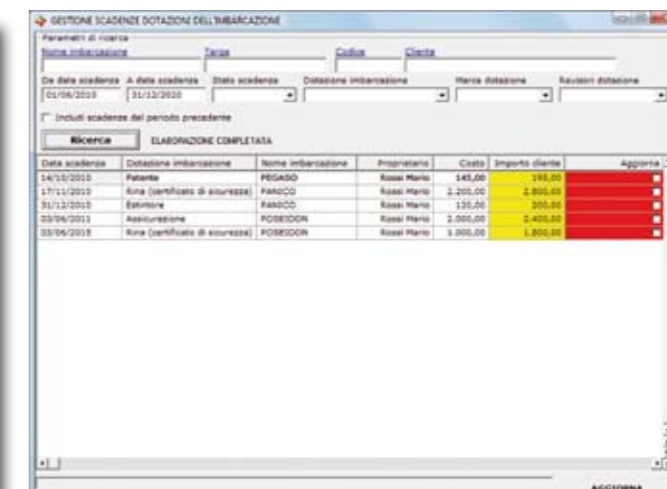 GESTIONE SCADENZE DOTAZIONI DELL'IMBARCAZIONE
Parametri di ricerca
Nome imbarcazione Targa Codice Cliente
Da data scadenza A data scadenza Stato scadenza Dotazione imbarcazione Marca dotazione Revisori dotazione
01/06/2010 31/12/2020
Includi scadenze del periodo precedente
Ricerca ELABORAZIONE COMPLETATA
Data scadenza Dotazione imbarcazione Nome imbarcazione Proprietario Costo Importo cliente Aggiorna
14/10/2010 Patente PEGASO Rossi Mario 145,00 190,00
17/11/2010 Rina (certificato di sicurezza) PANICO Rossi Mario 2.200,00 2.800,00
31/12/2010 Estintore PANICO Rossi Mario 120,00 200,00
03/06/2011 Assicurazione POSEIDON Rossi Mario 2.000,00 2.400,00
03/06/2015 Rina (certificato di sicurezza) POSEIDON Rossi Mario 1.000,00 1.800,00
AGGIORNA